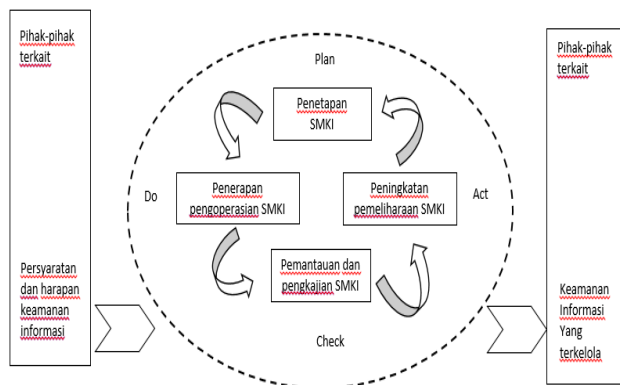 Pihak-pihak
terkait
Persyaratan
dan harapan
keamanan
informasi
Plan
Penetapan
SMKI
Do
Penerapan
pengoperasian SMKI
Peningkatan
pemeliharaan SMKI
Act
Pemantauan dan
pengkajian SMKI
Check
Pihak-pihak
terkait
Keamanan
Informasi
Yang
terkelola